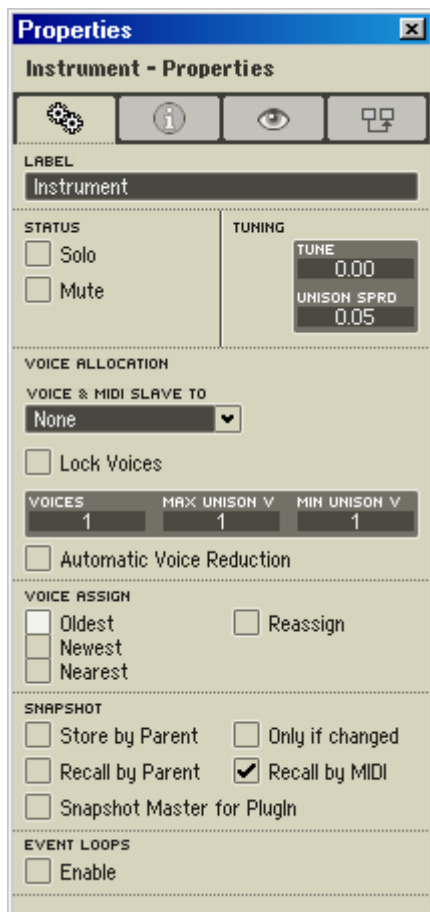 Properties
Instrument - Properties
LABEL
Instrument
STATUS
Solo
Mute
TUNING
TUNE
0.00
UNISON SPRD
0.05
VOICE ALLOCATION
VOICE & MIDI SLAVE TO
None
Lock Voices
VOICES MAX UNISON V MIN UNISON V
1 1 1
Automatic Voice Reduction
VOICE ASSIGN
Oldest Reassign
Newest
Nearest
SNAPSHOT
Store by Parent Only if changed
Recall by Parent Recall by MIDI
Snapshot Master for PlugIn
EVENT LOOPS
Enable